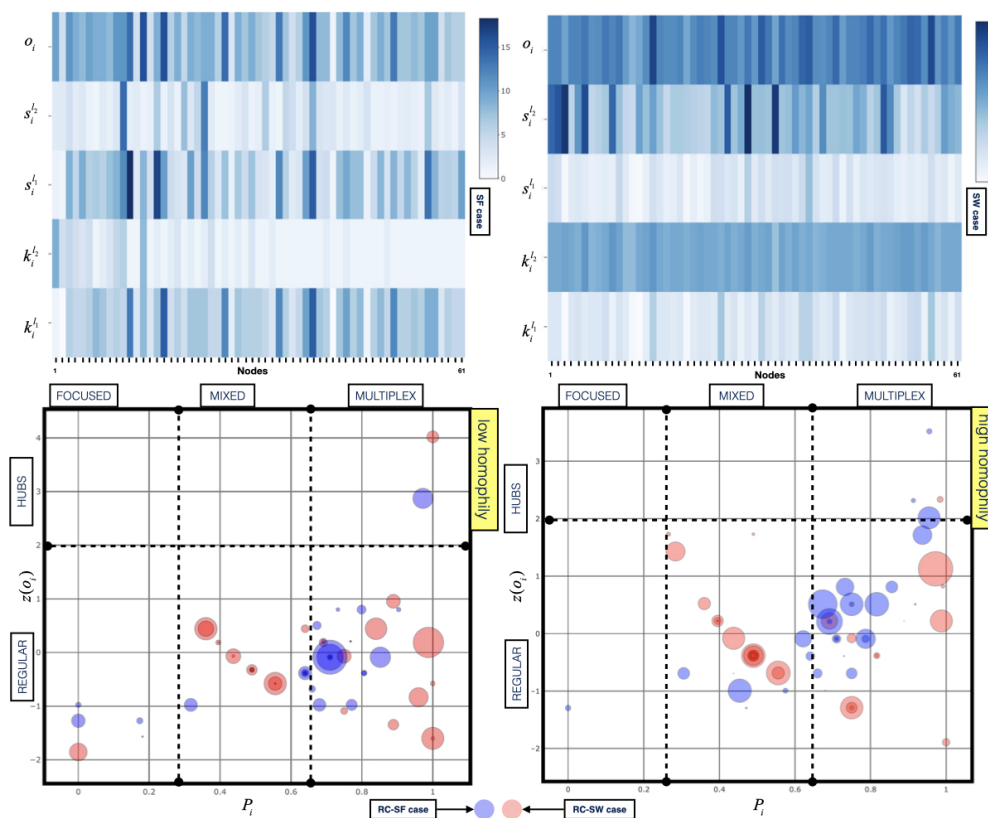 o_i
s_i^{l_2}
s_i^{l_1}
k_i^{l_2}
k_i^{l_1}
15
10
5
0
SF case
1
Nodes
61
o_i
s_i^{l_2}
s_i^{l_1}
k_i^{l_2}
k_i^{l_1}
SW case
1
Nodes
61
FOCUSED
MIXED
MULTIPLEX
low homophily
HUBS
REGULAR
z(o_i)
4
3
2
1
0
−1
−2
0
0.2
0.4
0.6
0.8
1
P_i
FOCUSED
MIXED
MULTIPLEX
high homophily
HUBS
REGULAR
z(o_i)
3
2
1
0
−1
−2
0
0.2
0.4
0.6
0.8
1
P_i
RC-SF case
RC-SW case